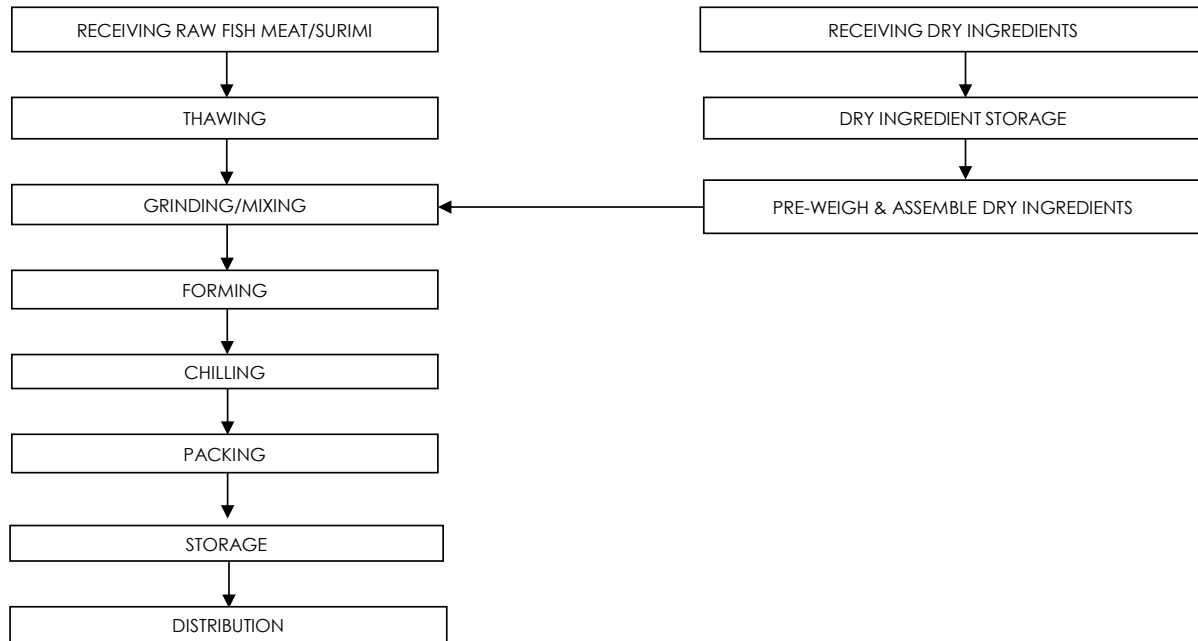 RECEIVING RAW FISH MEAT/SURIMI
THAWING
GRINDING/MIXING
FORMING
CHILLING
PACKING
STORAGE
DISTRIBUTION
RECEIVING DRY INGREDIENTS
DRY INGREDIENT STORAGE
PRE-WEIGH & ASSEMBLE DRY INGREDIENTS